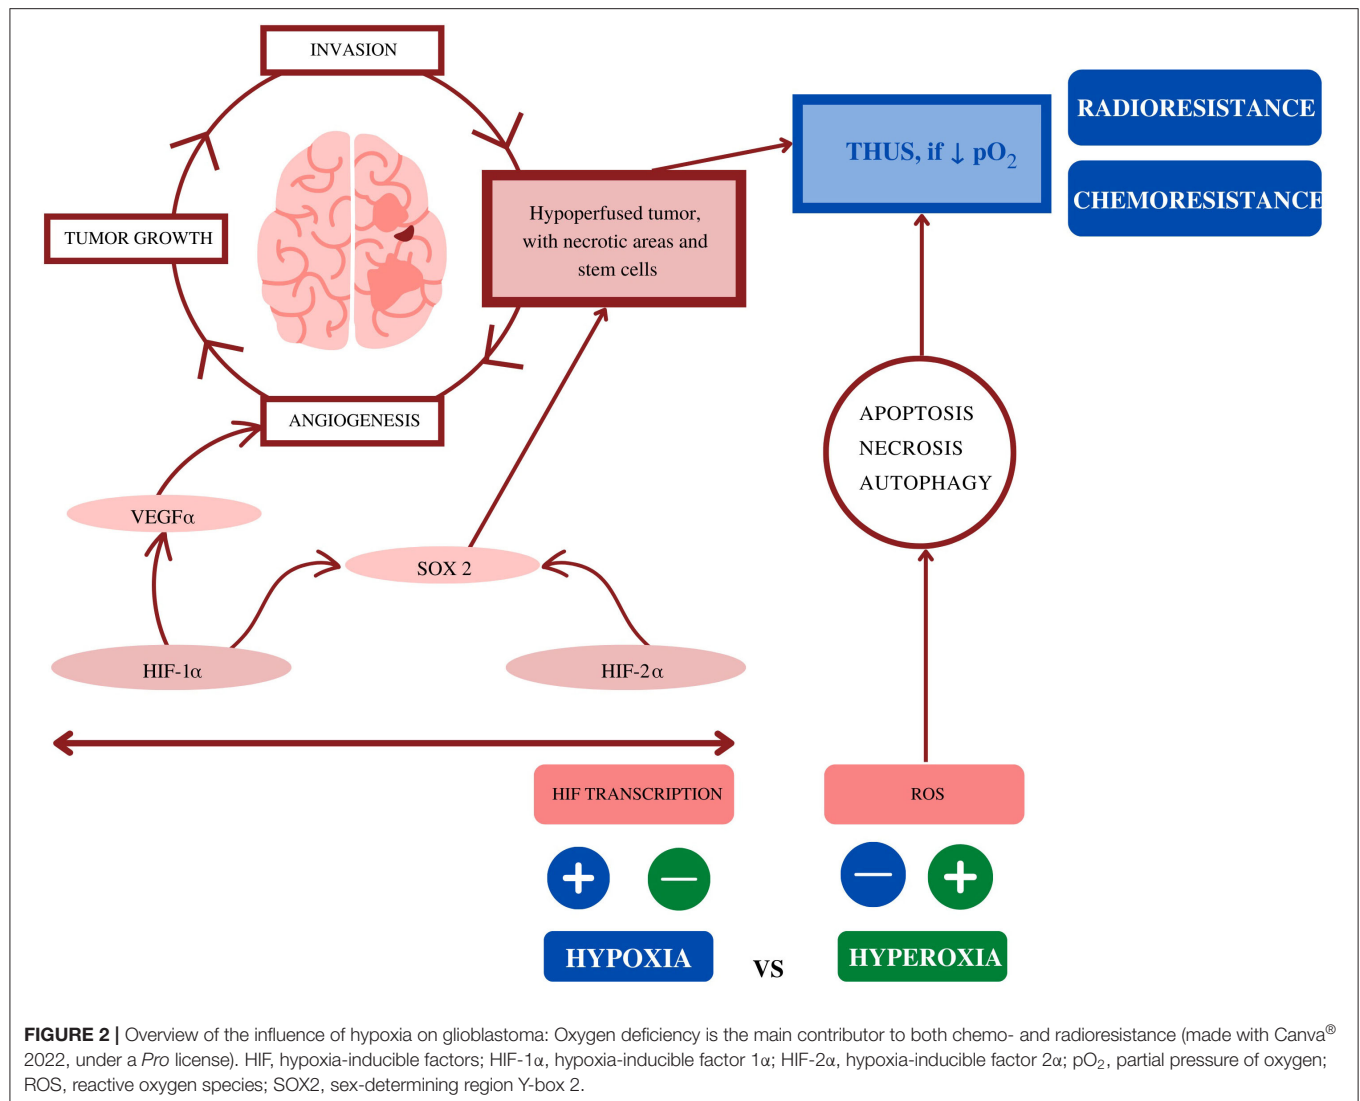 INVASION
TUMOR GROWTH
Hypoperfused tumor,
with necrotic areas and
stem cells
ANGIOGENESIS
VEGFα
SOX 2
HIF-1α
HIF-2α
THUS, if ↓ pO₂
RADIORESISTANCE
CHEMORESISTANCE
APOPTOSIS
NECROSIS
AUTOPHAGY
HIF TRANSCRIPTION
ROS
+
—
—
+
HYPOXIA
VS
HYPEROXIA
FIGURE 2 | Overview of the influence of hypoxia on glioblastoma: Oxygen deficiency is the main contributor to both chemo- and radioresistance (made with Canva®
2022, under a Pro license). HIF, hypoxia-inducible factors; HIF-1α, hypoxia-inducible factor 1α; HIF-2α, hypoxia-inducible factor 2α; pO₂, partial pressure of oxygen;
ROS, reactive oxygen species; SOX2, sex-determining region Y-box 2.